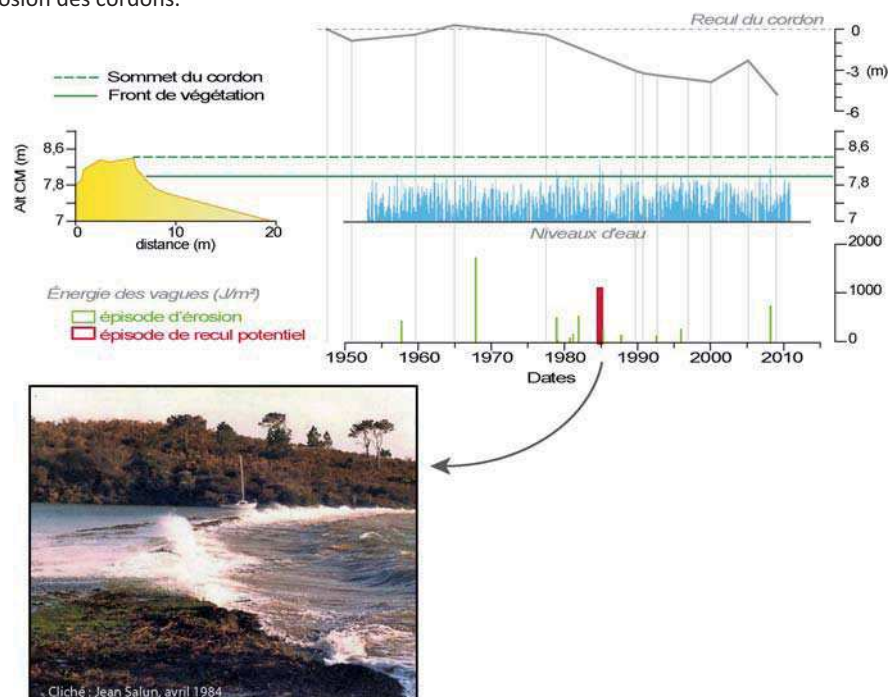 osion des cordons.
Recul du cordon
0
-3 (m)
-6
Sommet du cordon
Front de végétation
Alt CM (m)
8,6
7,8
7
0
10
20
distance (m)
8,6
7,8
7
Niveaux d'eau
2000
1000
0
Énergie des vagues (J/m²)
épisode d'érosion
épisode de recul potentiel
1950
1960
1970
1980
1990
2000
2010
Dates
Cliché : Jean Salun, avril 1984